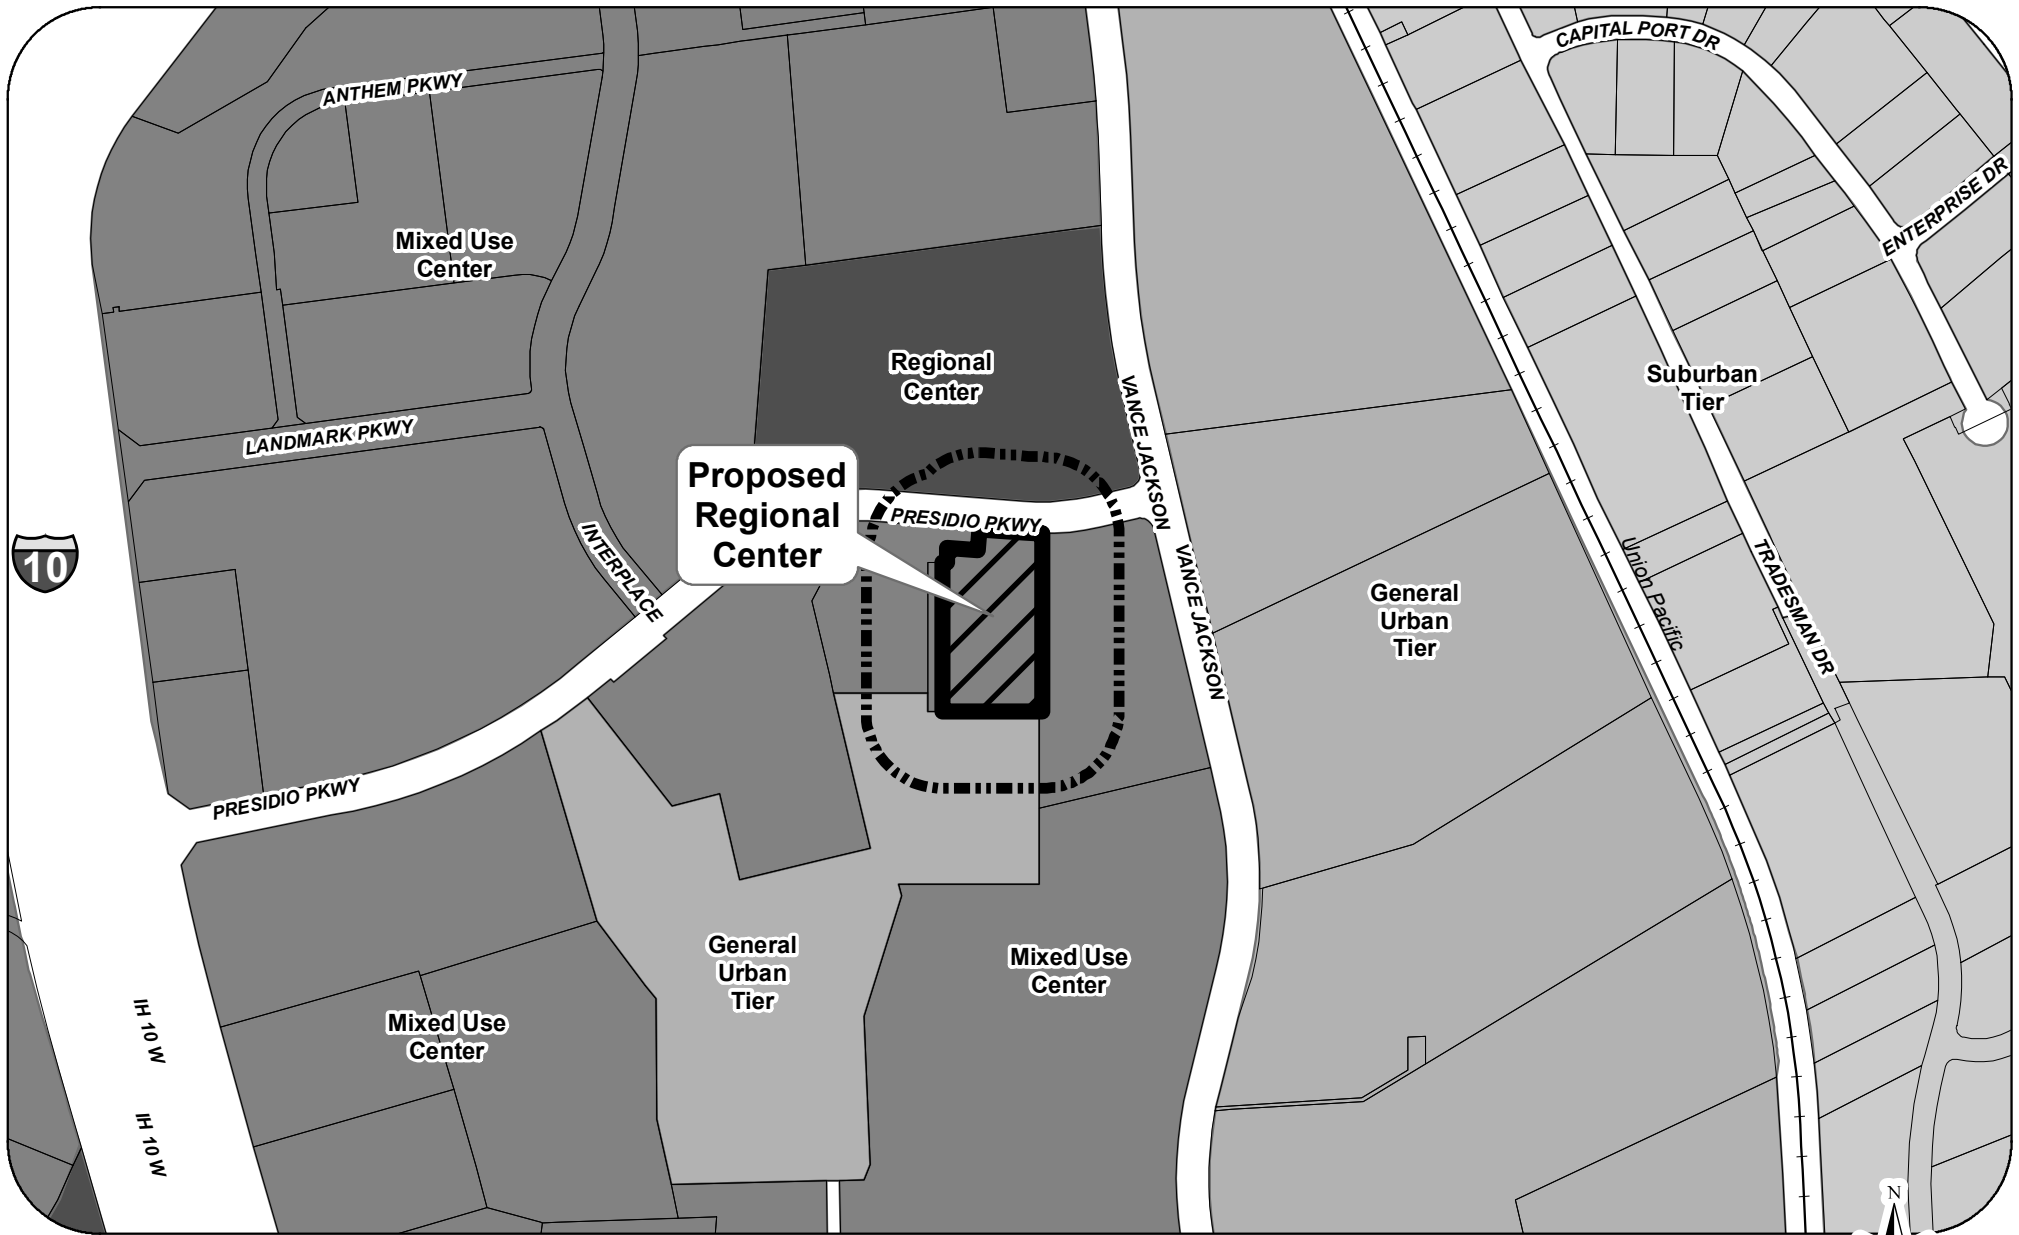 CAPITAL PORT DR
ANTHEM PKWY
ENTERPRISE DR
Mixed Use
Center
Regional
Center
Suburban
Tier
VANCE JACKSON
LANDMARK PKWY
Proposed
Regional
Center
PRESIDIO PKWY
INTERPLACE
10
Union Pacific
TRADESMAN DR
VANCE JACKSON
General
Urban
Tier
PRESIDIO PKWY
General
Urban
Tier
Mixed Use
Center
Mixed Use
Center
IH 10 W
IH 10 W
N